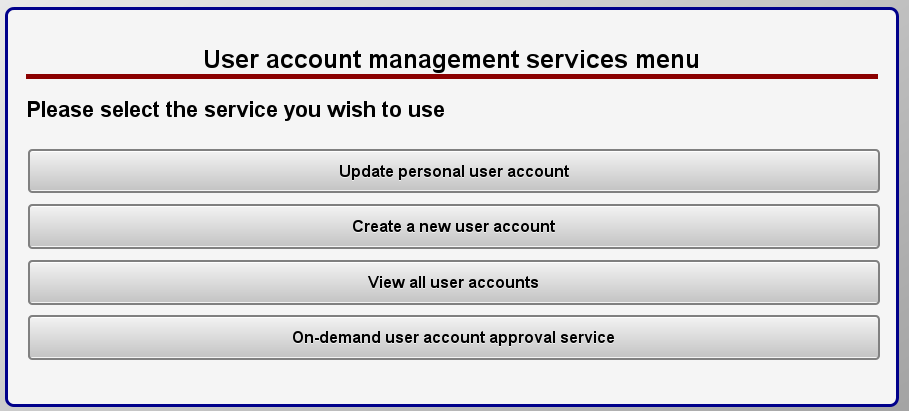 User account management services menu
Please select the service you wish to use
Update personal user account
Create a new user account
View all user accounts
On-demand user account approval service